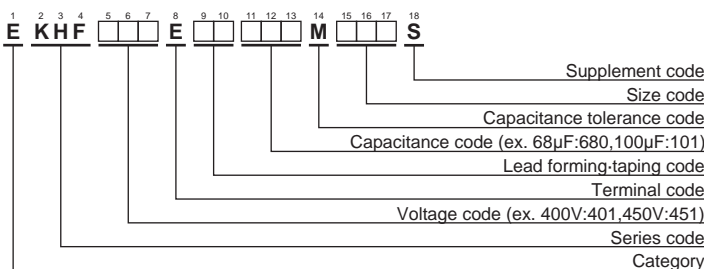 1 2 3 4 5 6 7 8 9 10 11 12 13 14 15 16 17 18
E KHF E M S
Supplement code
Size code
Capacitance tolerance code
Capacitance code (ex. 68µF:680,100µF:101)
Lead forming·taping code
Terminal code
Voltage code (ex. 400V:401,450V:451)
Series code
Category